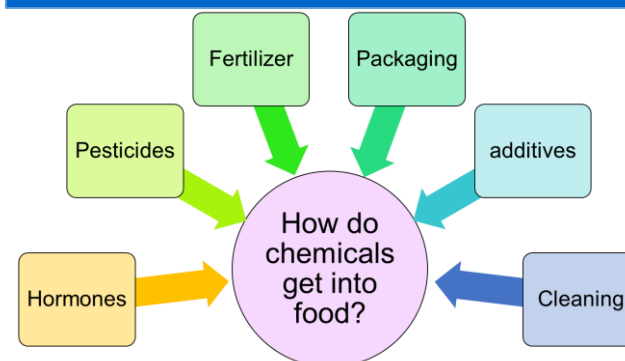 Fertilizer
Packaging
Pesticides
additives
Hormones
Cleaning
How do
chemicals
get into
food?